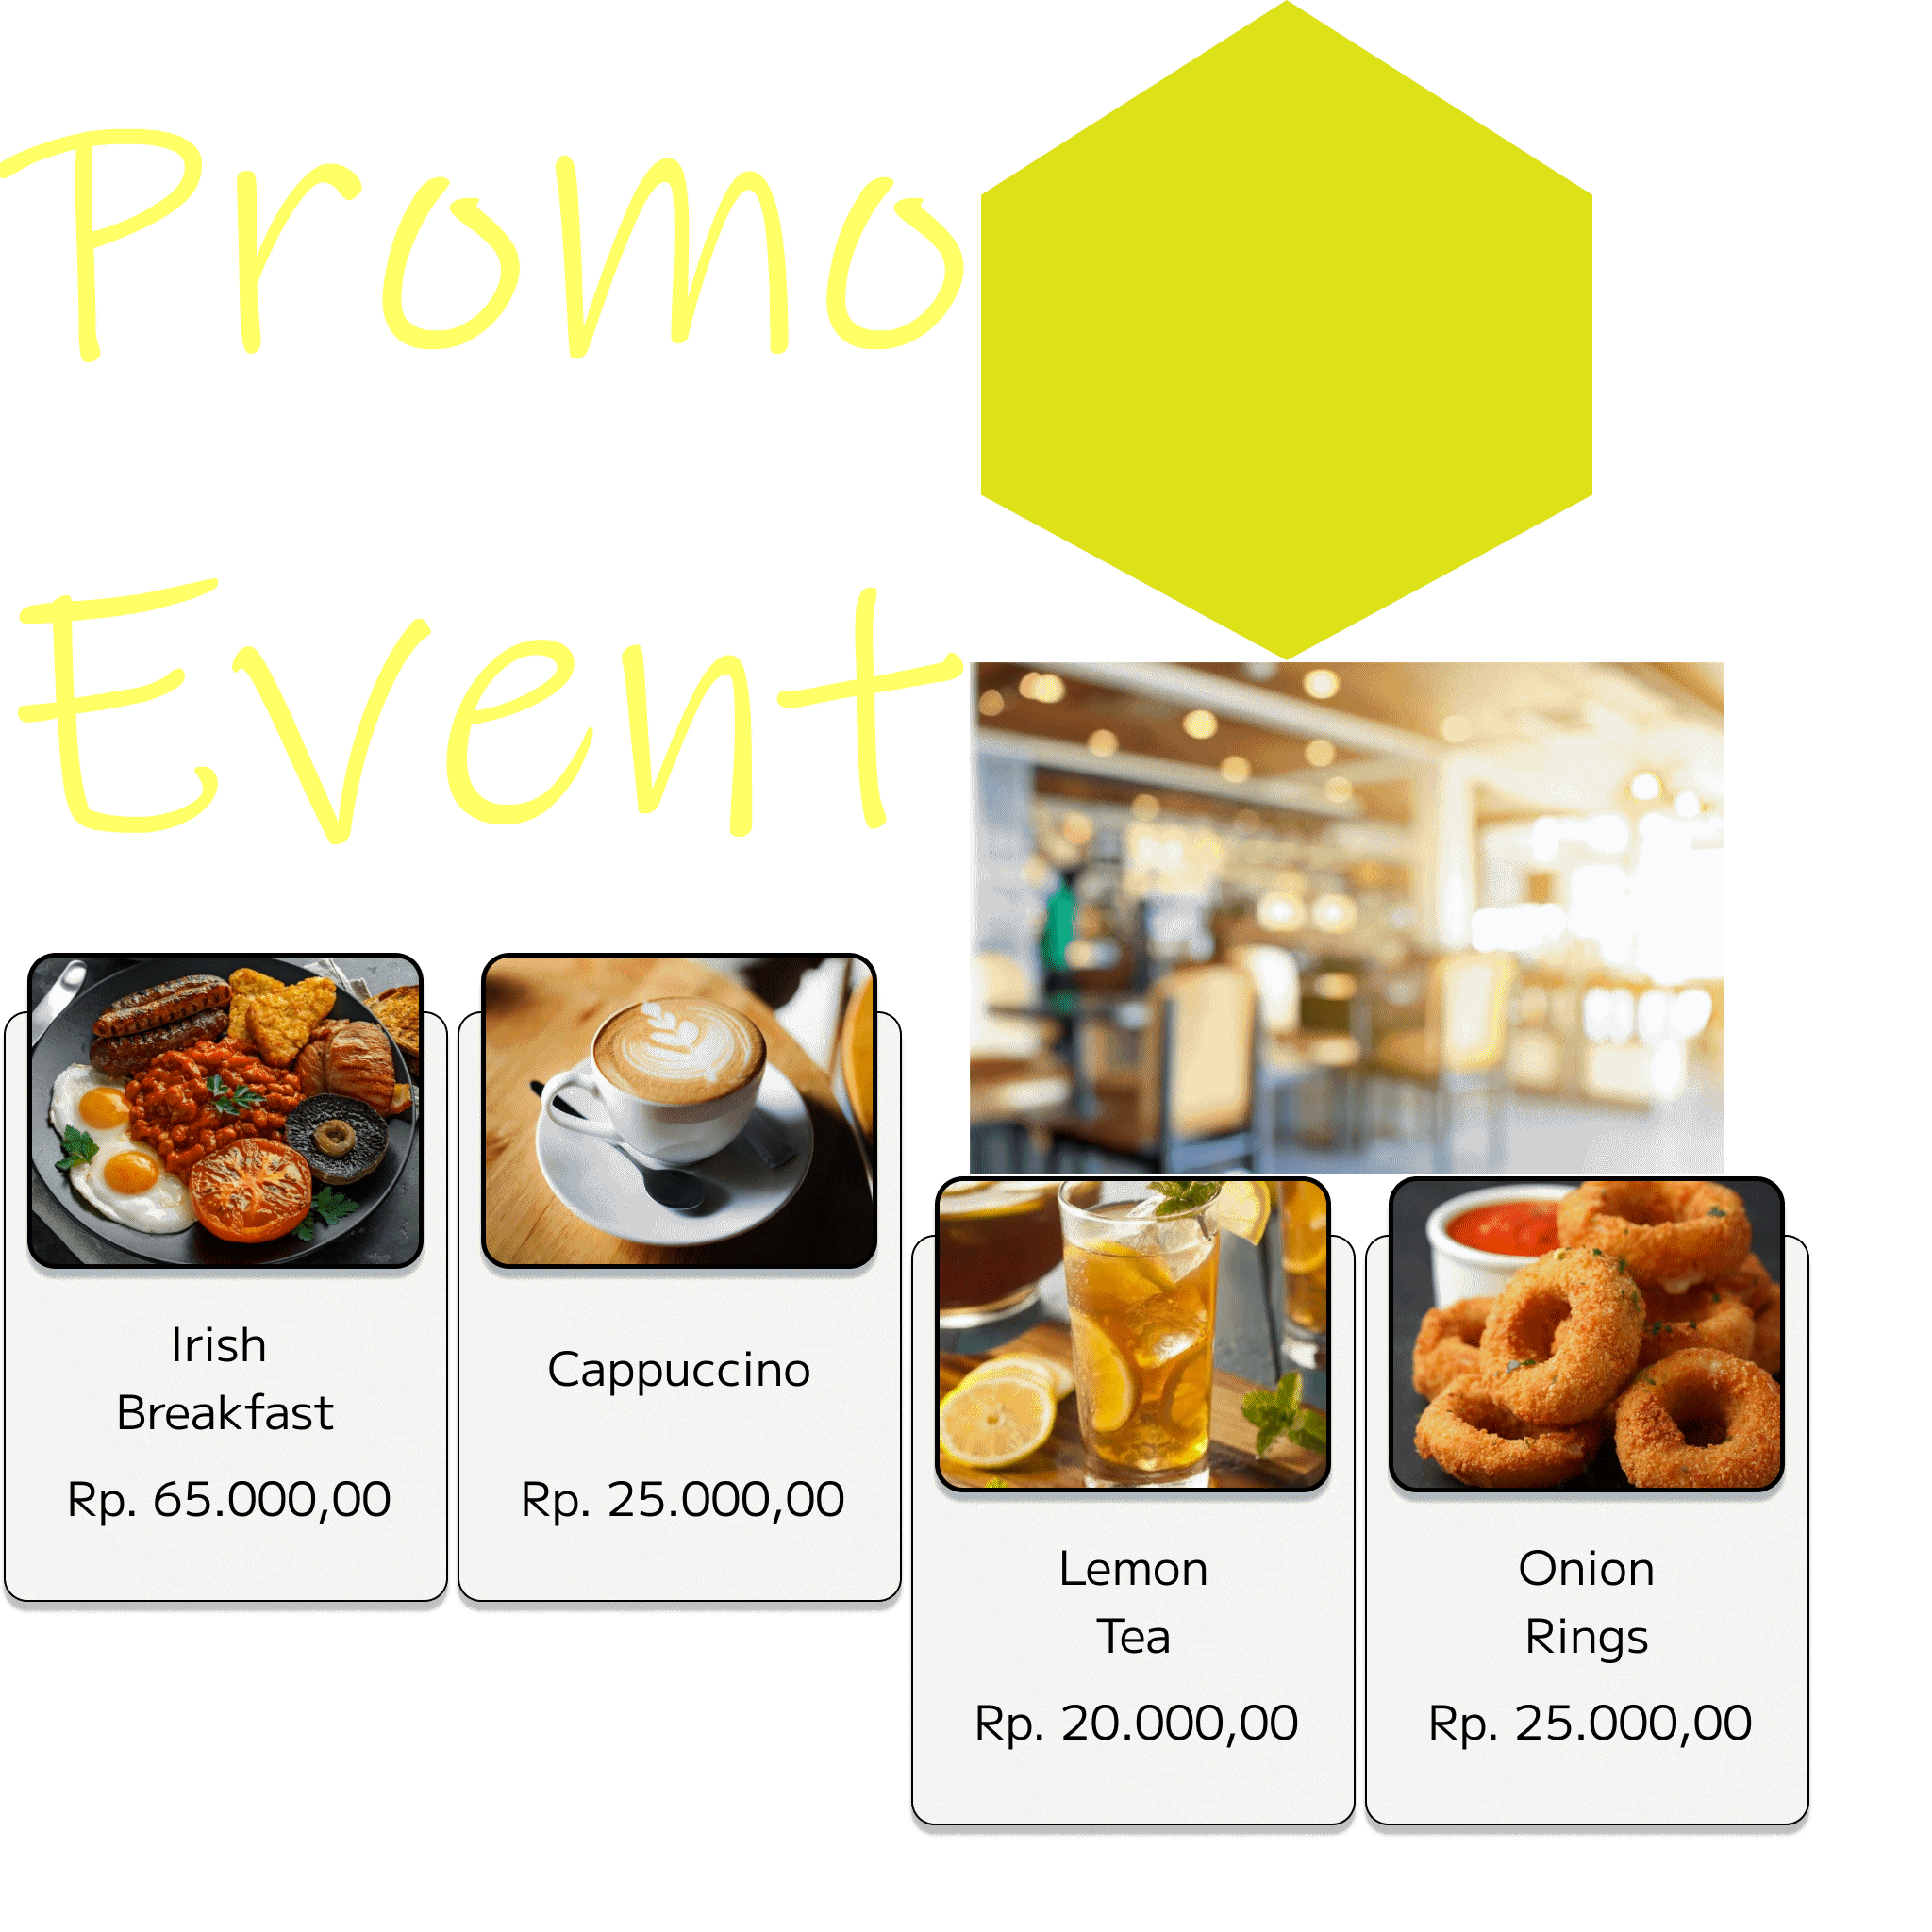 Promo
Event
Irish
Breakfast
Rp. 65.000,00
Cappuccino
Rp. 25.000,00
Lemon
Tea
Rp. 20.000,00
Onion
Rings
Rp. 25.000,00